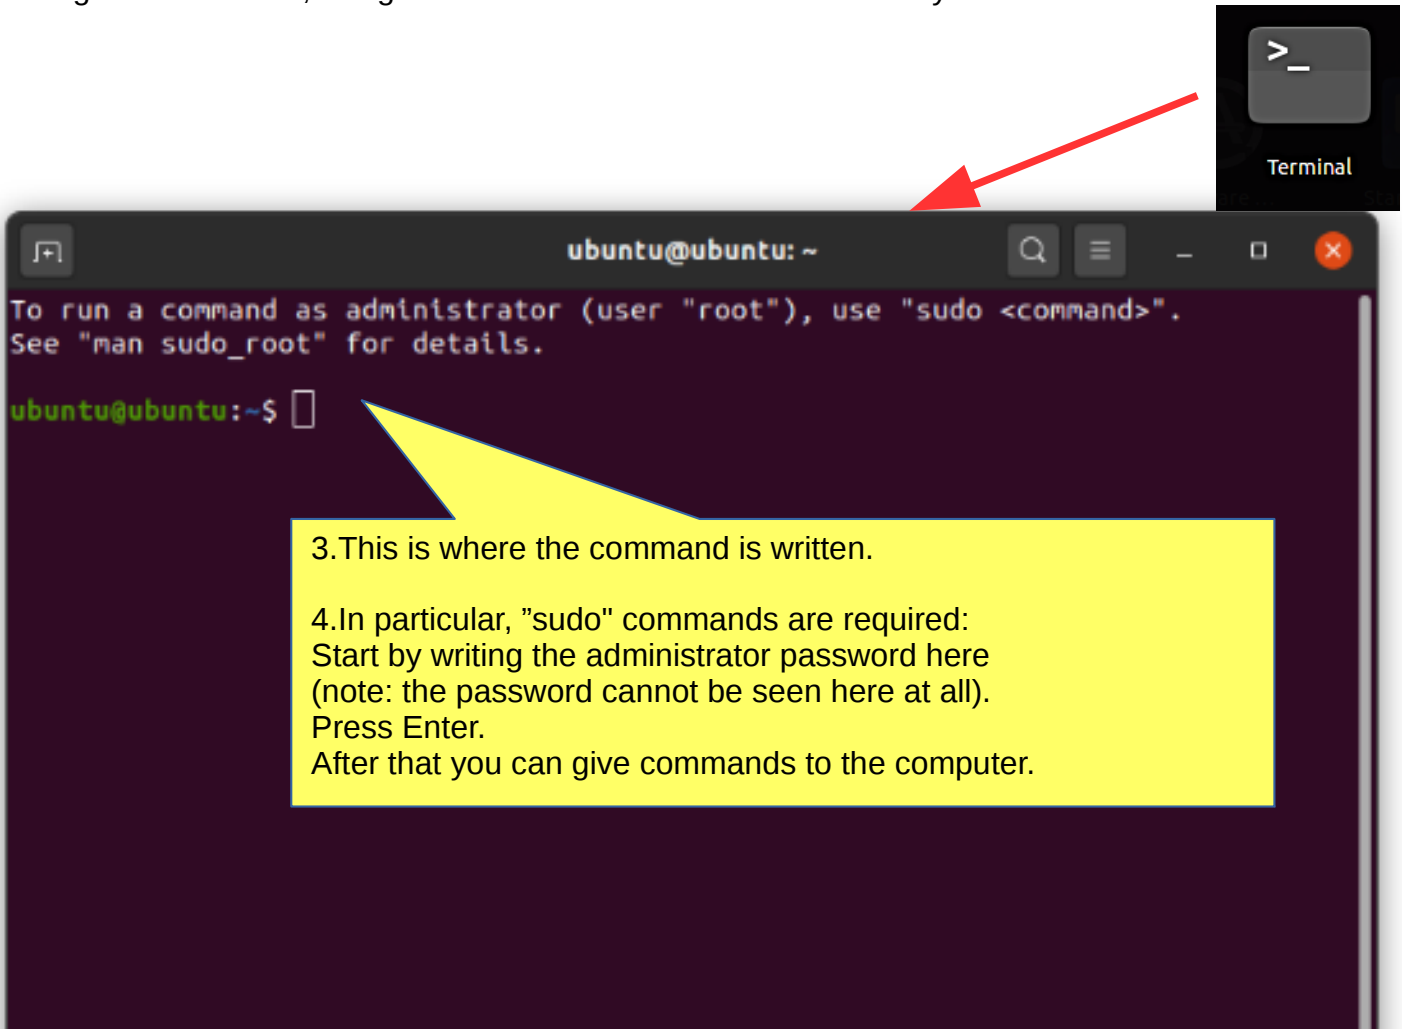 >_
Terminal
ubuntu@ubuntu: ~
To run a command as administrator (user "root"), use "sudo <command>".
See "man sudo_root" for details.
ubuntu@ubuntu:~$
3.This is where the command is written.
4.In particular, ”sudo" commands are required:
Start by writing the administrator password here
(note: the password cannot be seen here at all).
Press Enter.
After that you can give commands to the computer.